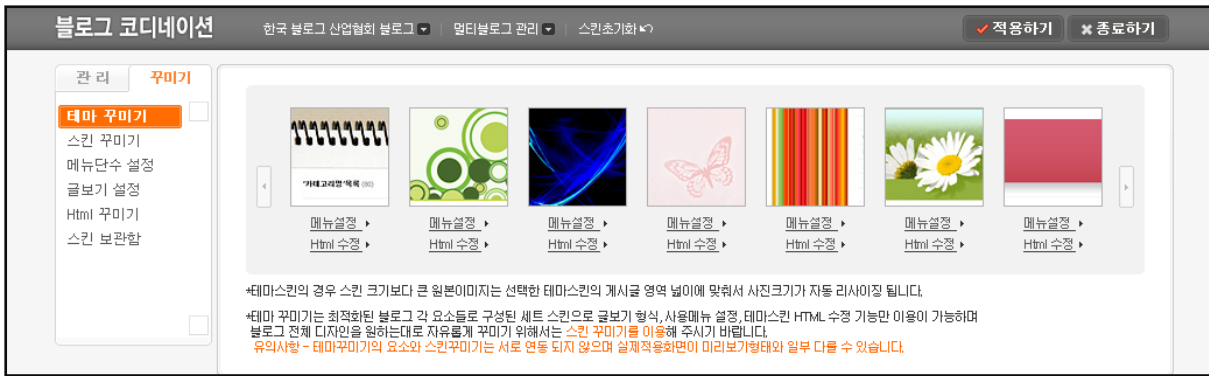 블로그 코디네이션
한국 블로그 산업협회 블로그
멀티블로그 관리
스킨초기화
적용하기
종료하기
관 리
꾸미기
테마 꾸미기
스킨 꾸미기
메뉴단수 설정
글보기 설정
Html 꾸미기
스킨 보관함
'카테고리명'목록 (80)
메뉴설정 메뉴설정 메뉴설정 메뉴설정 메뉴설정 메뉴설정 메뉴설정
Html 수정 Html 수정 Html 수정 Html 수정 Html 수정 Html 수정 Html 수정
*테마스킨의 경우 스킨 크기보다 큰 원본이미지는 선택한 테마스킨의 게시글 영역 넓이에 맞춰서 사진크기가 자동 리사이징 됩니다.
*테마 꾸미기는 최적화된 블로그 각 요소들로 구성된 세트 스킨으로 글보기 형식, 사용메뉴 설정, 테마스킨 HTML 수정 기능만 이용이 가능하며
블로그 전체 디자인을 원하는대로 자유롭게 꾸미기 위해서는 스킨 꾸미기를 이용해 주시기 바랍니다.
유의사항 - 테마꾸미기의 요소와 스킨꾸미기는 서로 연동 되지 않으며 실제적용화면이 미리보기형태와 일부 다를 수 있습니다.